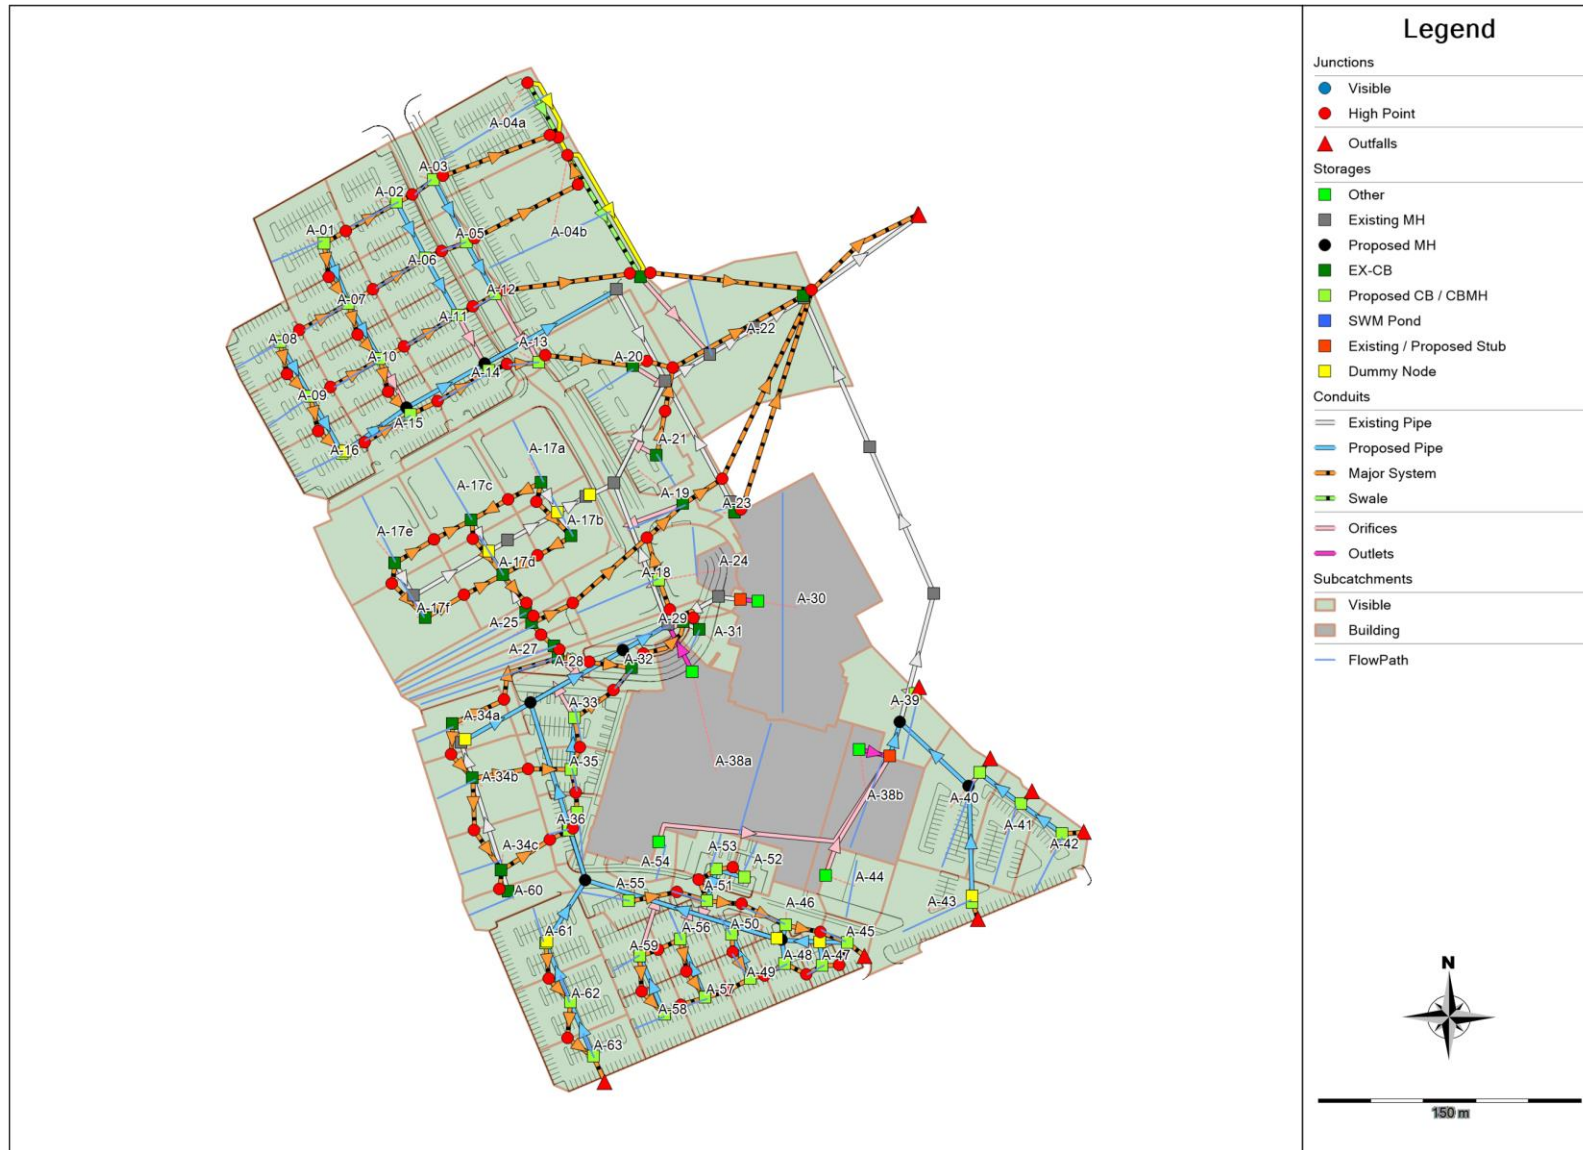 Legend
Junctions
Visible
High Point
Outfalls
Storages
Other
Existing MH
Proposed MH
EX-CB
Proposed CB / CBMH
SWM Pond
Existing / Proposed Stub
Dummy Node
Conduits
Existing Pipe
Proposed Pipe
Major System
Swale
Orifices
Outlets
Subcatchments
Visible
Building
FlowPath
N
150 m
A-04a
A-03
A-02
A-01
A-04b
A-05
A-06
A-12
A-07
A-11
A-22
A-08
A-13
A-10
A-20
A-14
A-09
A-15
A-21
A-16
A-17a
A-17c
A-19
A-23
A-17b
A-17e
A-17d
A-24
A-18
A-30
A-17f
A-29
A-25
A-31
A-27
A-28
A-32
A-33
A-39
A-34a
A-38a
A-35
A-34b
A-38b
A-40
A-41
A-36
A-42
A-34c
A-53
A-54
A-52
A-44
A-60
A-55
A-51
A-43
A-46
A-61
A-56
A-50
A-45
A-59
A-48
A-47
A-49
A-57
A-62
A-58
A-63